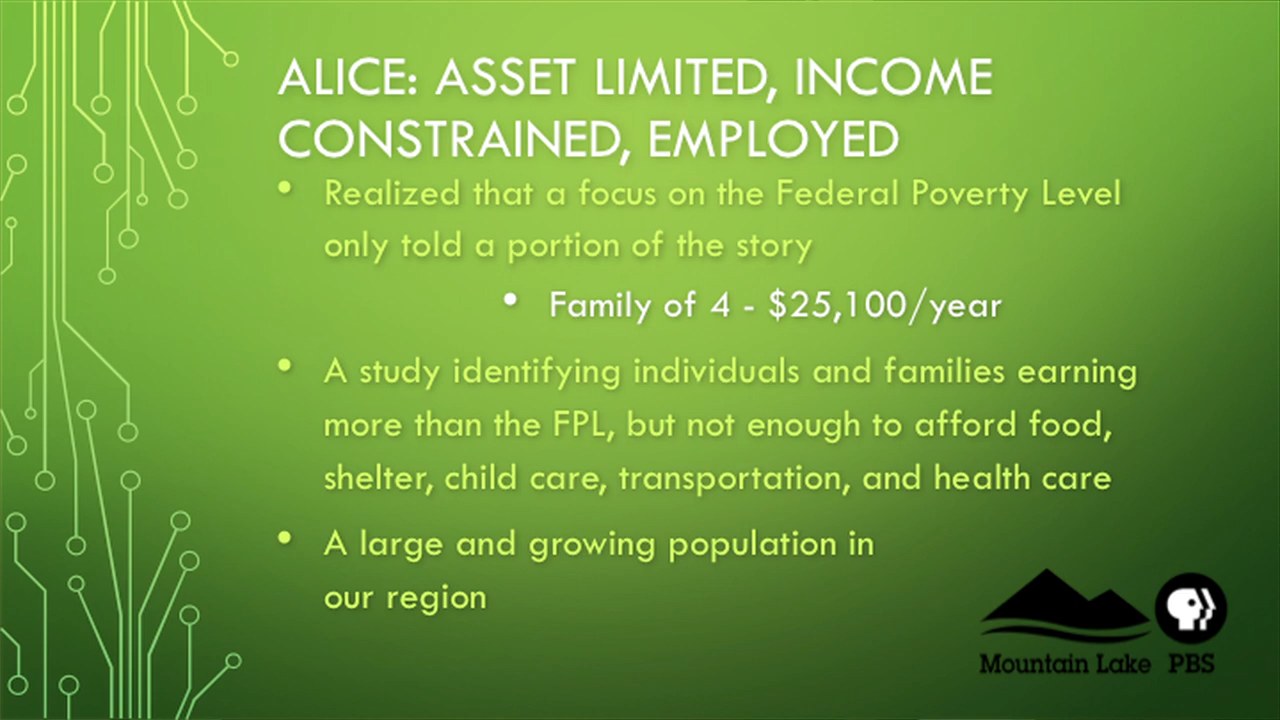 ALICE: ASSET LIMITED, INCOME
CONSTRAINED, EMPLOYED
• Realized that a focus on the Federal Poverty Level
only told a portion of the story
• Family of 4 - $25,100/year
• A study identifying individuals and families earning
more than the FPL, but not enough to afford food,
shelter, child care, transportation, and health care
• A large and growing population in
our region
Mountain Lake PBS